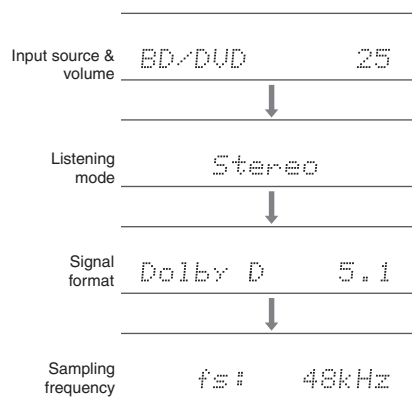 Input source &
volume
BD/DVD 25
Listening
mode
Stereo
Signal
format
Dolby D 5.1
Sampling
frequency
fs: 48kHz